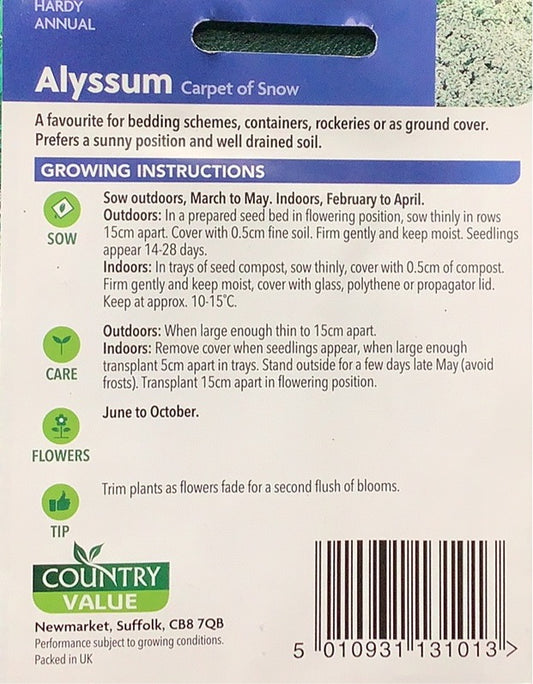 HARDY
ANNUAL
Alyssum Carpet of Snow
A favourite for bedding schemes, containers, rockeries or as ground cover.
Prefers a sunny position and well drained soil.
GROWING INSTRUCTIONS
SOW
Sow outdoors, March to May. Indoors, February to April.
Outdoors: In a prepared seed bed in flowering position, sow thinly in rows
15cm apart. Cover with 0.5cm fine soil. Firm gently and keep moist. Seedlings
appear 14-28 days.
Indoors: In trays of seed compost, sow thinly, cover with 0.5cm of compost.
Firm gently and keep moist, cover with glass, polythene or propagator lid.
Keep at approx. 10-15°C.
CARE
Outdoors: When large enough thin to 15cm apart.
Indoors: Remove cover when seedlings appear, when large enough
transplant 5cm apart in trays. Stand outside for a few days late May (avoid
frosts). Transplant 15cm apart in flowering position.
FLOWERS
June to October.
TIP
Trim plants as flowers fade for a second flush of blooms.
COUNTRY
VALUE
Newmarket, Suffolk, CB8 7QB
Performance subject to growing conditions.
Packed in UK
5 010931 131013 >